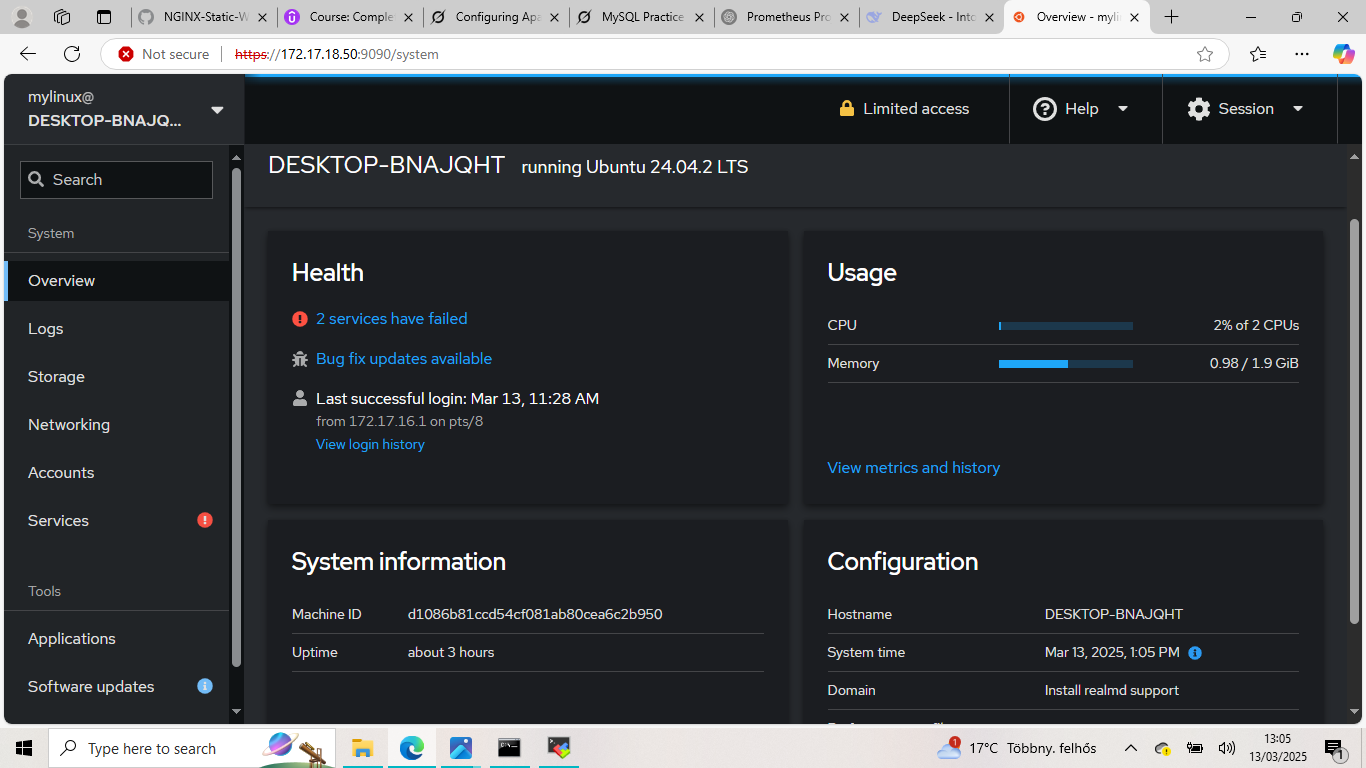 NGINX-Static-W
Course: Comple
Configuring Apa
MySQL Practice
Prometheus Pro
DeepSeek - Into
Overview - mylin
Not secure
https://172.17.18.50:9090/system
mylinux@
DESKTOP-BNAJQ...
Limited access
Help
Session
Search
System
Overview
Logs
Storage
Networking
Accounts
Services
Tools
Applications
Software updates
DESKTOP-BNAJQHT running Ubuntu 24.04.2 LTS
Health
2 services have failed
Bug fix updates available
Last successful login: Mar 13, 11:28 AM
from 172.17.16.1 on pts/8
View login history
Usage
CPU 2% of 2 CPUs
Memory 0.98 / 1.9 GiB
View metrics and history
System information
Machine ID d1086b81ccd54cf081ab80cea6c2b950
Uptime about 3 hours
Configuration
Hostname DESKTOP-BNAJQHT
System time Mar 13, 2025, 1:05 PM
Domain Install realmd support
Type here to search
1
17°C Többny. felhős
13:05
13/03/2025
1